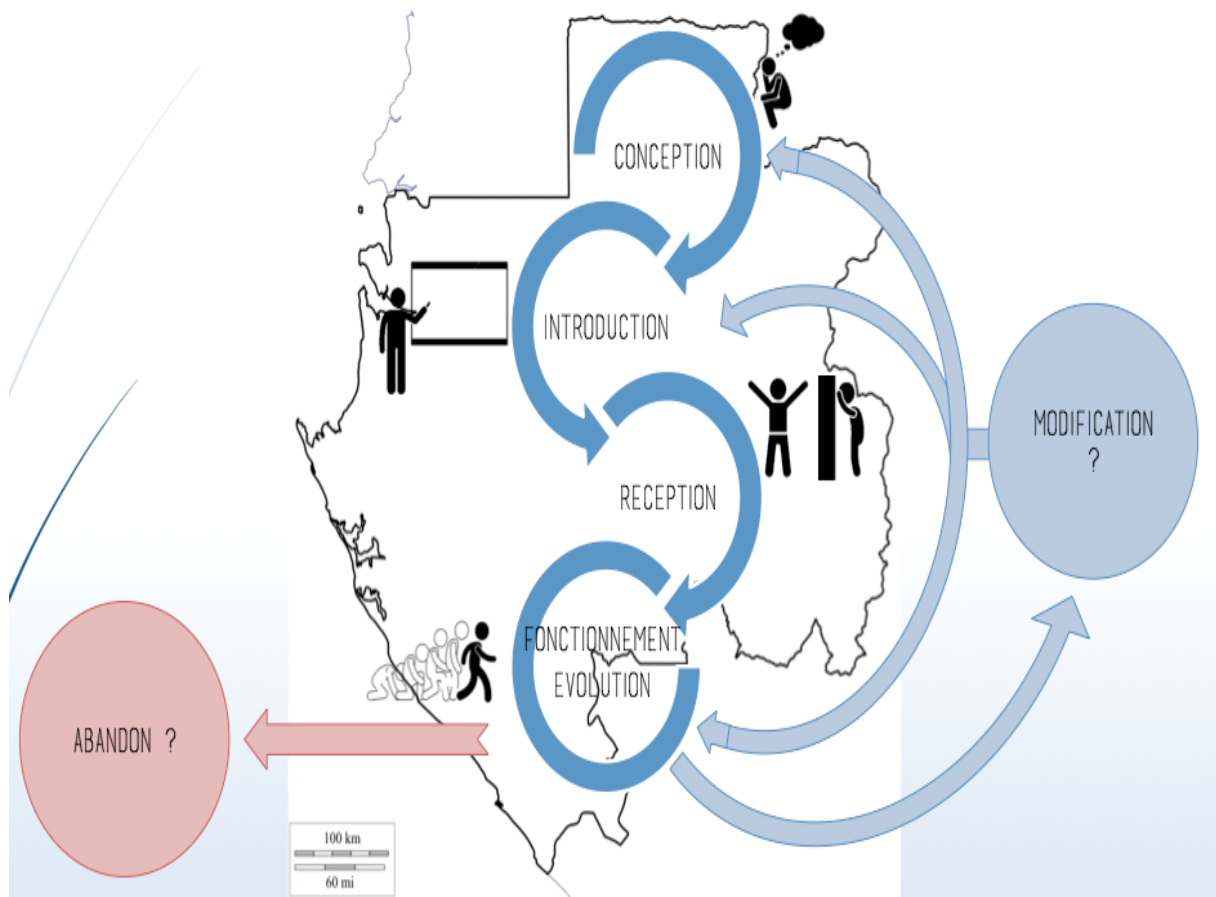 CONCEPTION
INTRODUCTION
RECEPTION
MODIFICATION
?
FONCTIONNEMENT
EVOLUTION
ABANDON ?
100 km
60 mi